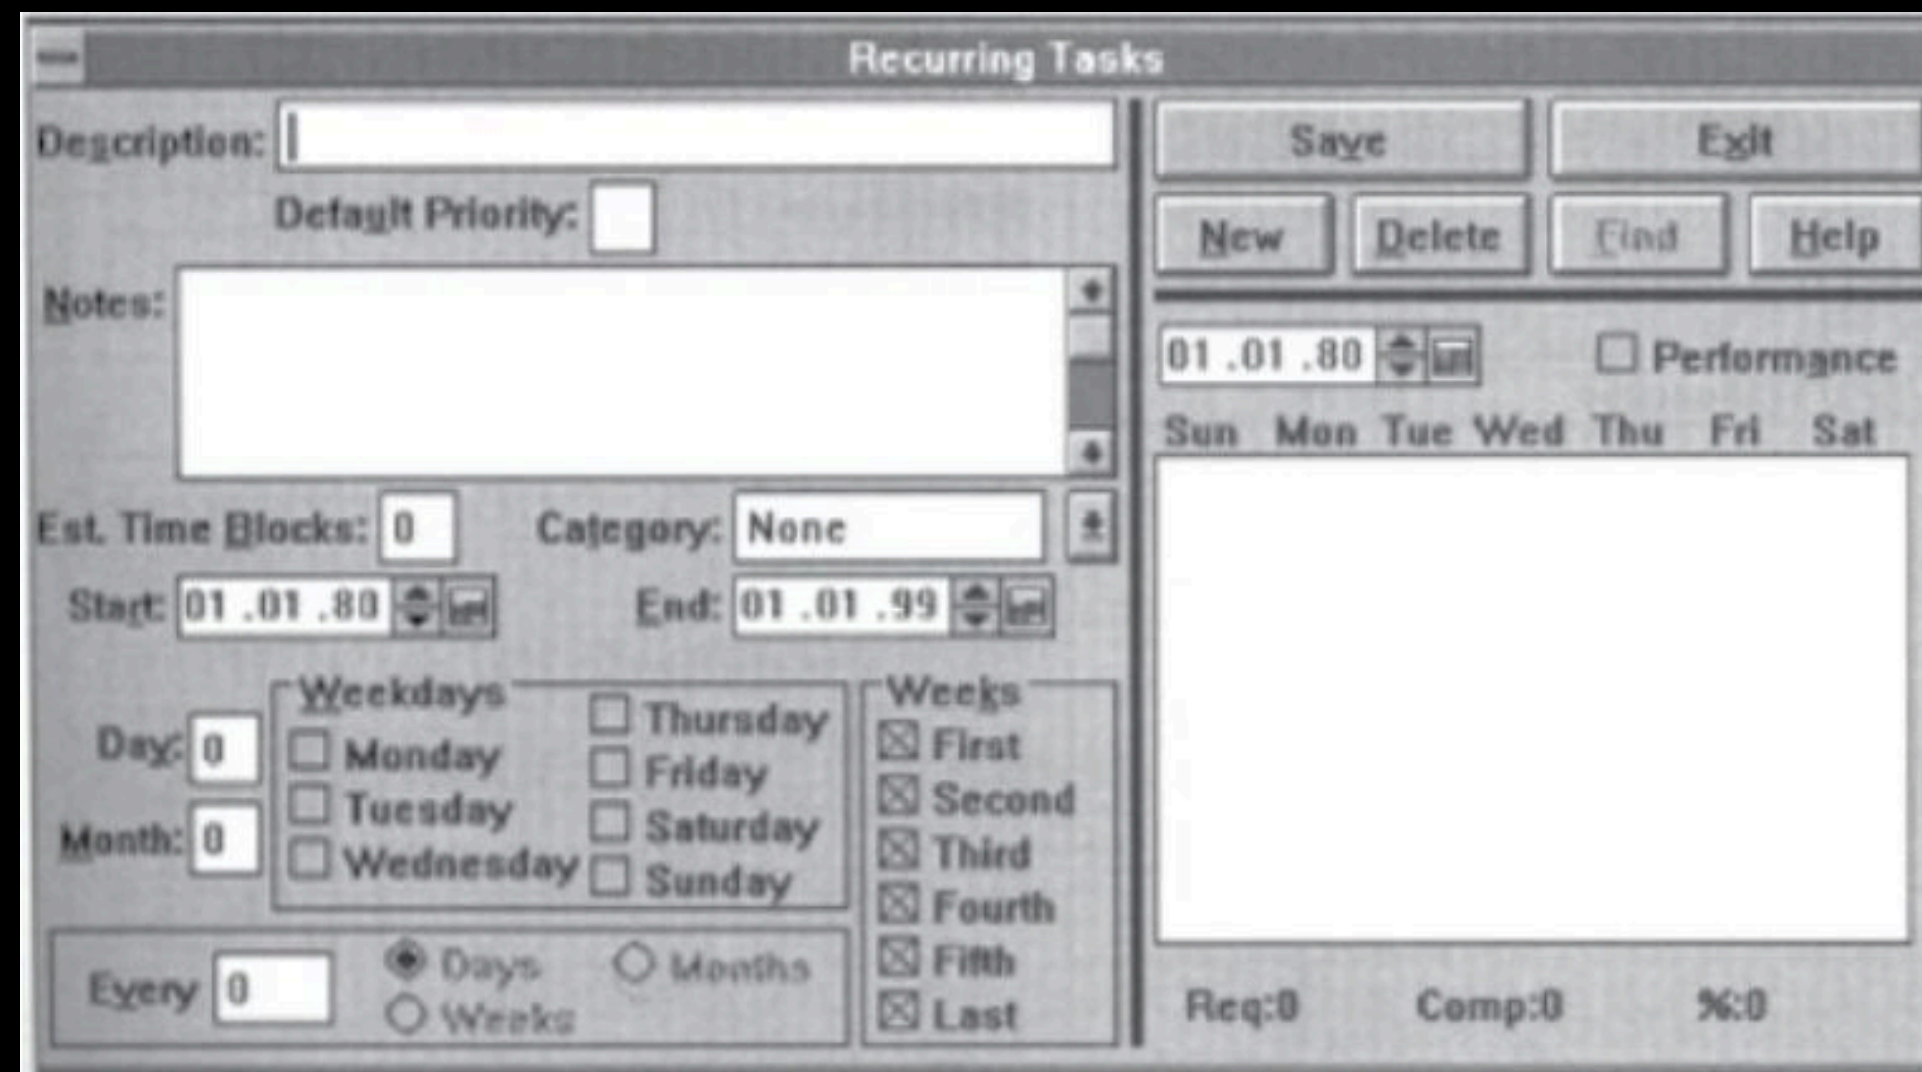 Recurring Tasks
Description:
Default Priority:
Notes:
Est. Time Blocks: 0 Category: None
Start: 01 .01 .80 End: 01 .01 .99
Day: 0
Month: 0
Weekdays
Monday
Tuesday
Wednesday
Thursday
Friday
Saturday
Sunday
Weeks
First
Second
Third
Fourth
Fifth
Last
Every 0
Days
Weeks
Months
Save Exit
New Delete Find Help
01 .01 .80 Performance
Sun Mon Tue Wed Thu Fri Sat
Req:0 Comp:0 %:0